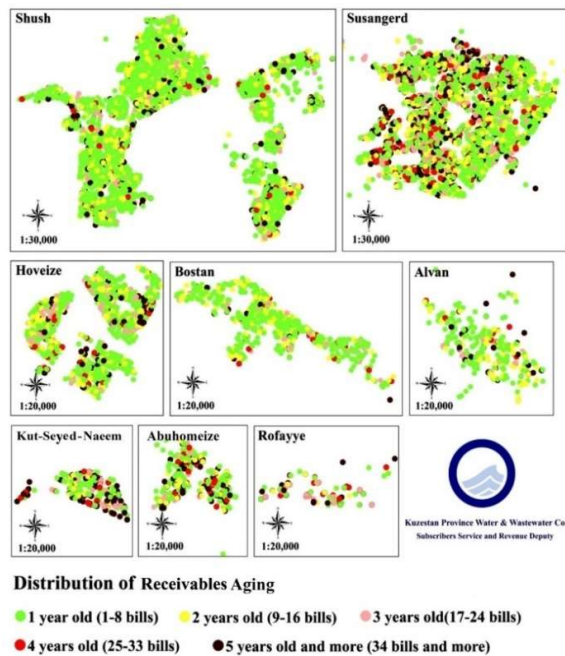 Shush
Susangerd
1:30,000
1:30,000
Hoveize
Bostan
Alvan
1:20,000
1:20,000
1:20,000
Kut-Seyed-Naeem
Abuhomeize
Rofayye
1:20,000
1:20,000
1:20,000
Kuzestan Province Water & Wastewater Co
Subscribers Service and Revenue Deputy
Distribution of Receivables Aging
1 year old (1-8 bills)
2 years old (9-16 bills)
3 years old(17-24 bills)
4 years old (25-33 bills)
5 years old and more (34 bills and more)